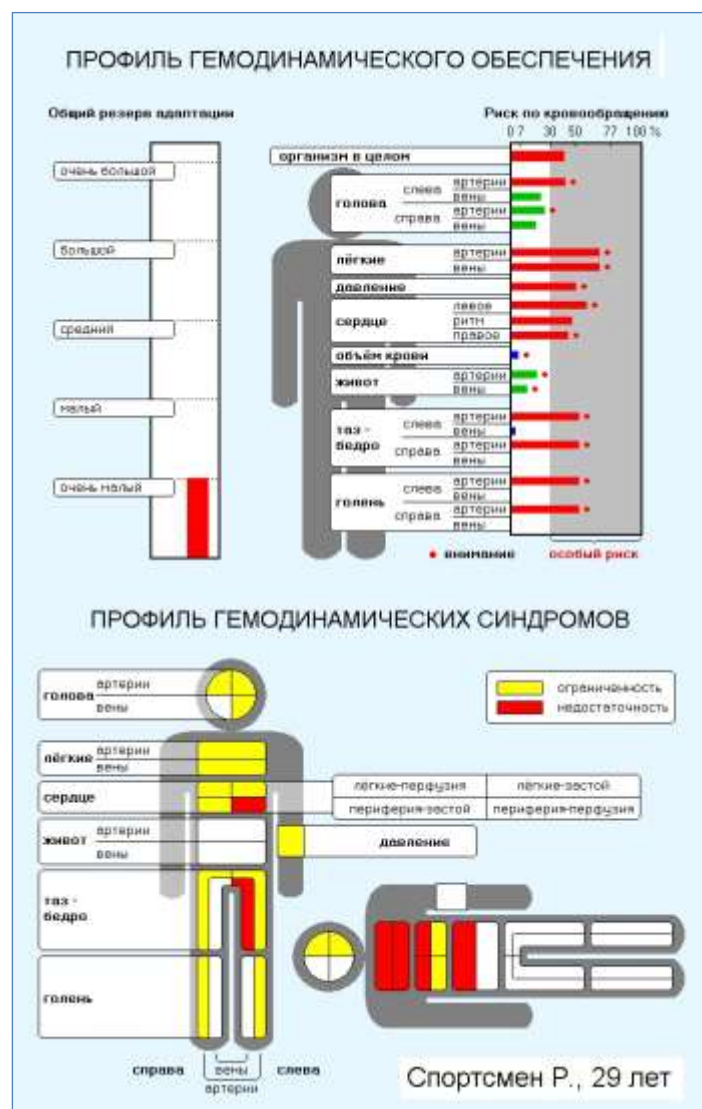 ПРОФИЛЬ ГЕМОДИНАМИЧЕСКОГО ОБЕСПЕЧЕНИЯ
Общий резерв адаптации
очень большой
большой
средний
малый
очень малый
Риск по кровообращению
0 7 30 50 77 100 %
организм в целом
голова
слева
артерии
вены
справа
артерии
вены
лёгкие
артерии
вены
давление
сердце
левое
ритм
правое
объём крови
живот
артерии
вены
таз - бедро
слева
артерии
вены
справа
артерии
вены
голень
слева
артерии
вены
справа
артерии
вены
внимание
особый риск
ПРОФИЛЬ ГЕМОДИНАМИЧЕСКИХ СИНДРОМОВ
голова
артерии
вены
ограниченность
недостаточность
лёгкие
артерии
вены
сердце
лёгкие-перфузия
лёгкие-застой
периферия-застой
периферия-перфузия
живот
артерии
вены
давление
таз -
бедро
голень
справа
вены
слева
артерии
Спортсмен Р., 29 лет